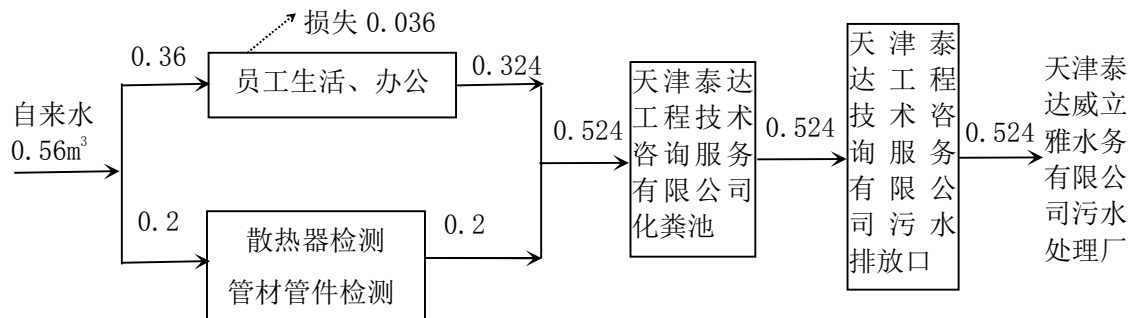 损失 0.036
0.36
员工生活、办公
0.324
自来水
0.56m³
0.2
散热器检测
管材管件检测
0.2
0.524
天津泰达
工程技术
咨询服务
有限公司
化粪池
0.524
天津泰
达工程
技术咨
询服务
有限公
司污水
排放口
0.524
天津泰
达威立
雅水务
有限公
司污水
处理厂